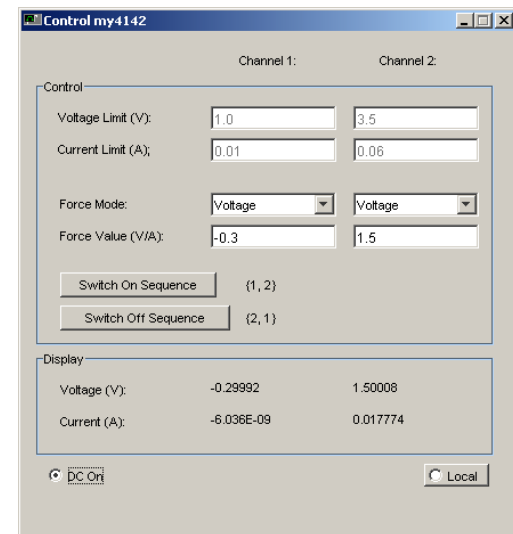 Control my4142
Channel 1: Channel 2:
Control
Voltage Limit (V): 1.0 3.5
Current Limit (A); 0.01 0.06
Force Mode: Voltage Voltage
Force Value (V/A): -0.3 1.5
Switch On Sequence {1, 2}
Switch Off Sequence {2, 1}
Display
Voltage (V): -0.29992 1.50008
Current (A): -6.036E-09 0.017774
DC On Local